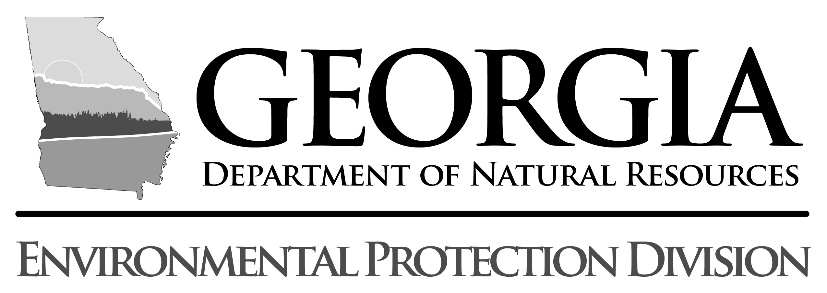 GEORGIA
DEPARTMENT OF NATURAL RESOURCES
ENVIRONMENTAL PROTECTION DIVISION